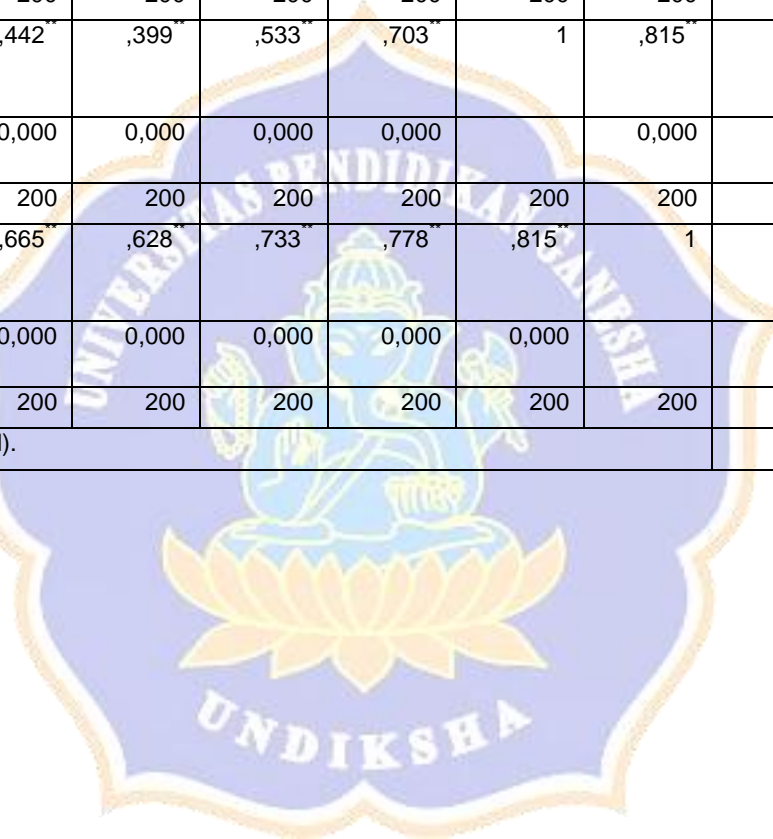 ,442** ,399** ,533** ,703** 1 ,815**
0,000 0,000 0,000 0,000 0,000
200 200 200 200 200 200
,665** ,628** ,733** ,778** ,815** 1
0,000 0,000 0,000 0,000 0,000
200 200 200 200 200 200
).
UNIVERSITAS PENDIDIKAN GANESHA
UNDIKSHA